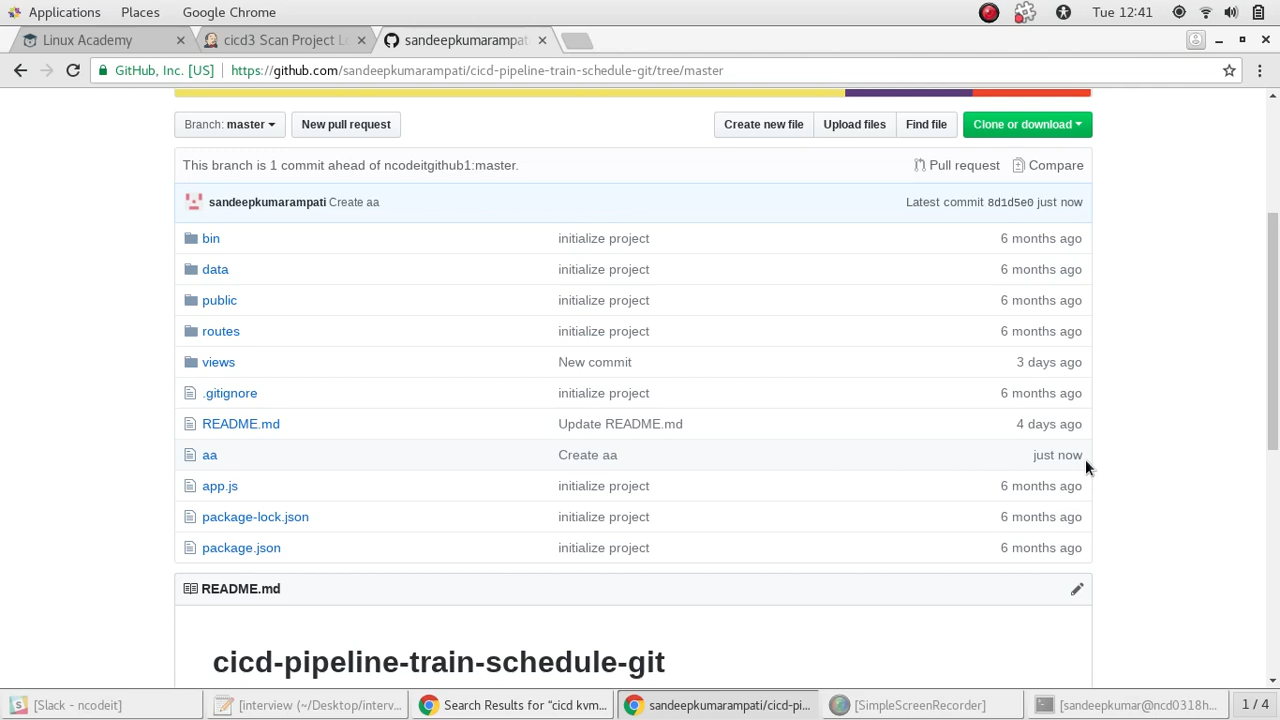 Applications Places Google Chrome Tue 12:41
Linux Academy cicd3 Scan Project L sandeepkumarampat
GitHub, Inc. [US] https://github.com/sandeepkumarampati/cicd-pipeline-train-schedule-git/tree/master
Branch: master New pull request Create new file Upload files Find file Clone or download
This branch is 1 commit ahead of ncodeitgithub1:master. Pull request Compare
sandeepkumarampati Create aa Latest commit 8d1d5e0 just now
bin initialize project 6 months ago
data initialize project 6 months ago
public initialize project 6 months ago
routes initialize project 6 months ago
views New commit 3 days ago
.gitignore initialize project 6 months ago
README.md Update README.md 4 days ago
aa Create aa just now
app.js initialize project 6 months ago
package-lock.json initialize project 6 months ago
package.json initialize project 6 months ago
README.md
cicd-pipeline-train-schedule-git
[Slack - ncodeit] [interview (~/Desktop/interv... Search Results for "cicd kvm... sandeepkumarampati/cicd-pi... [SimpleScreenRecorder] [sandeepkumar@ncd0318h... 1 / 4